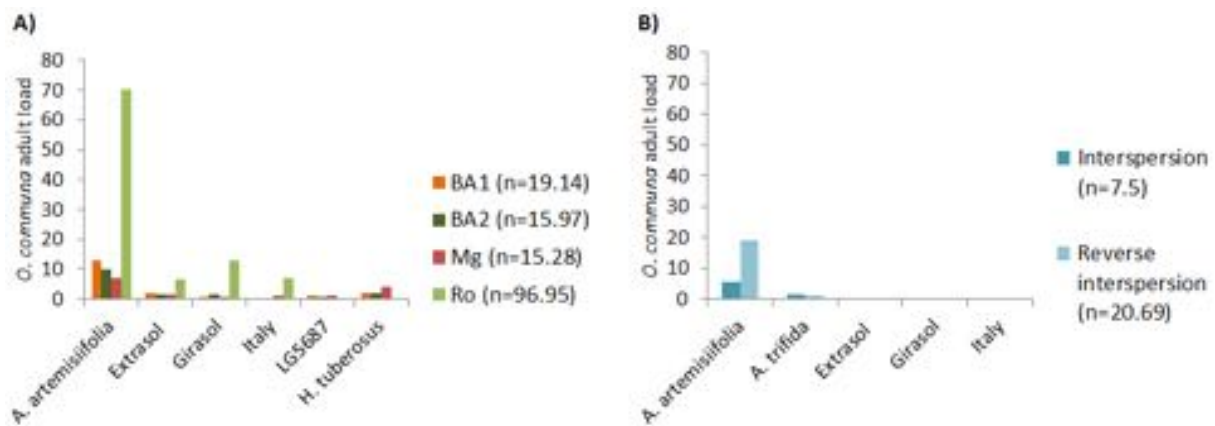 A)
O. communa adult load
80
70
60
50
40
30
20
10
0
A. artemisiifolia
Extrasol
Girasol
Italy
LG5687
H. tuberosus
BA1 (n=19.14)
BA2 (n=15.97)
Mg (n=15.28)
Ro (n=96.95)
B)
O. communa adult load
80
70
60
50
40
30
20
10
0
A. artemisiifolia
A. trifida
Extrasol
Girasol
Italy
Interspersion
(n=7.5)
Reverse
interspersion
(n=20.69)